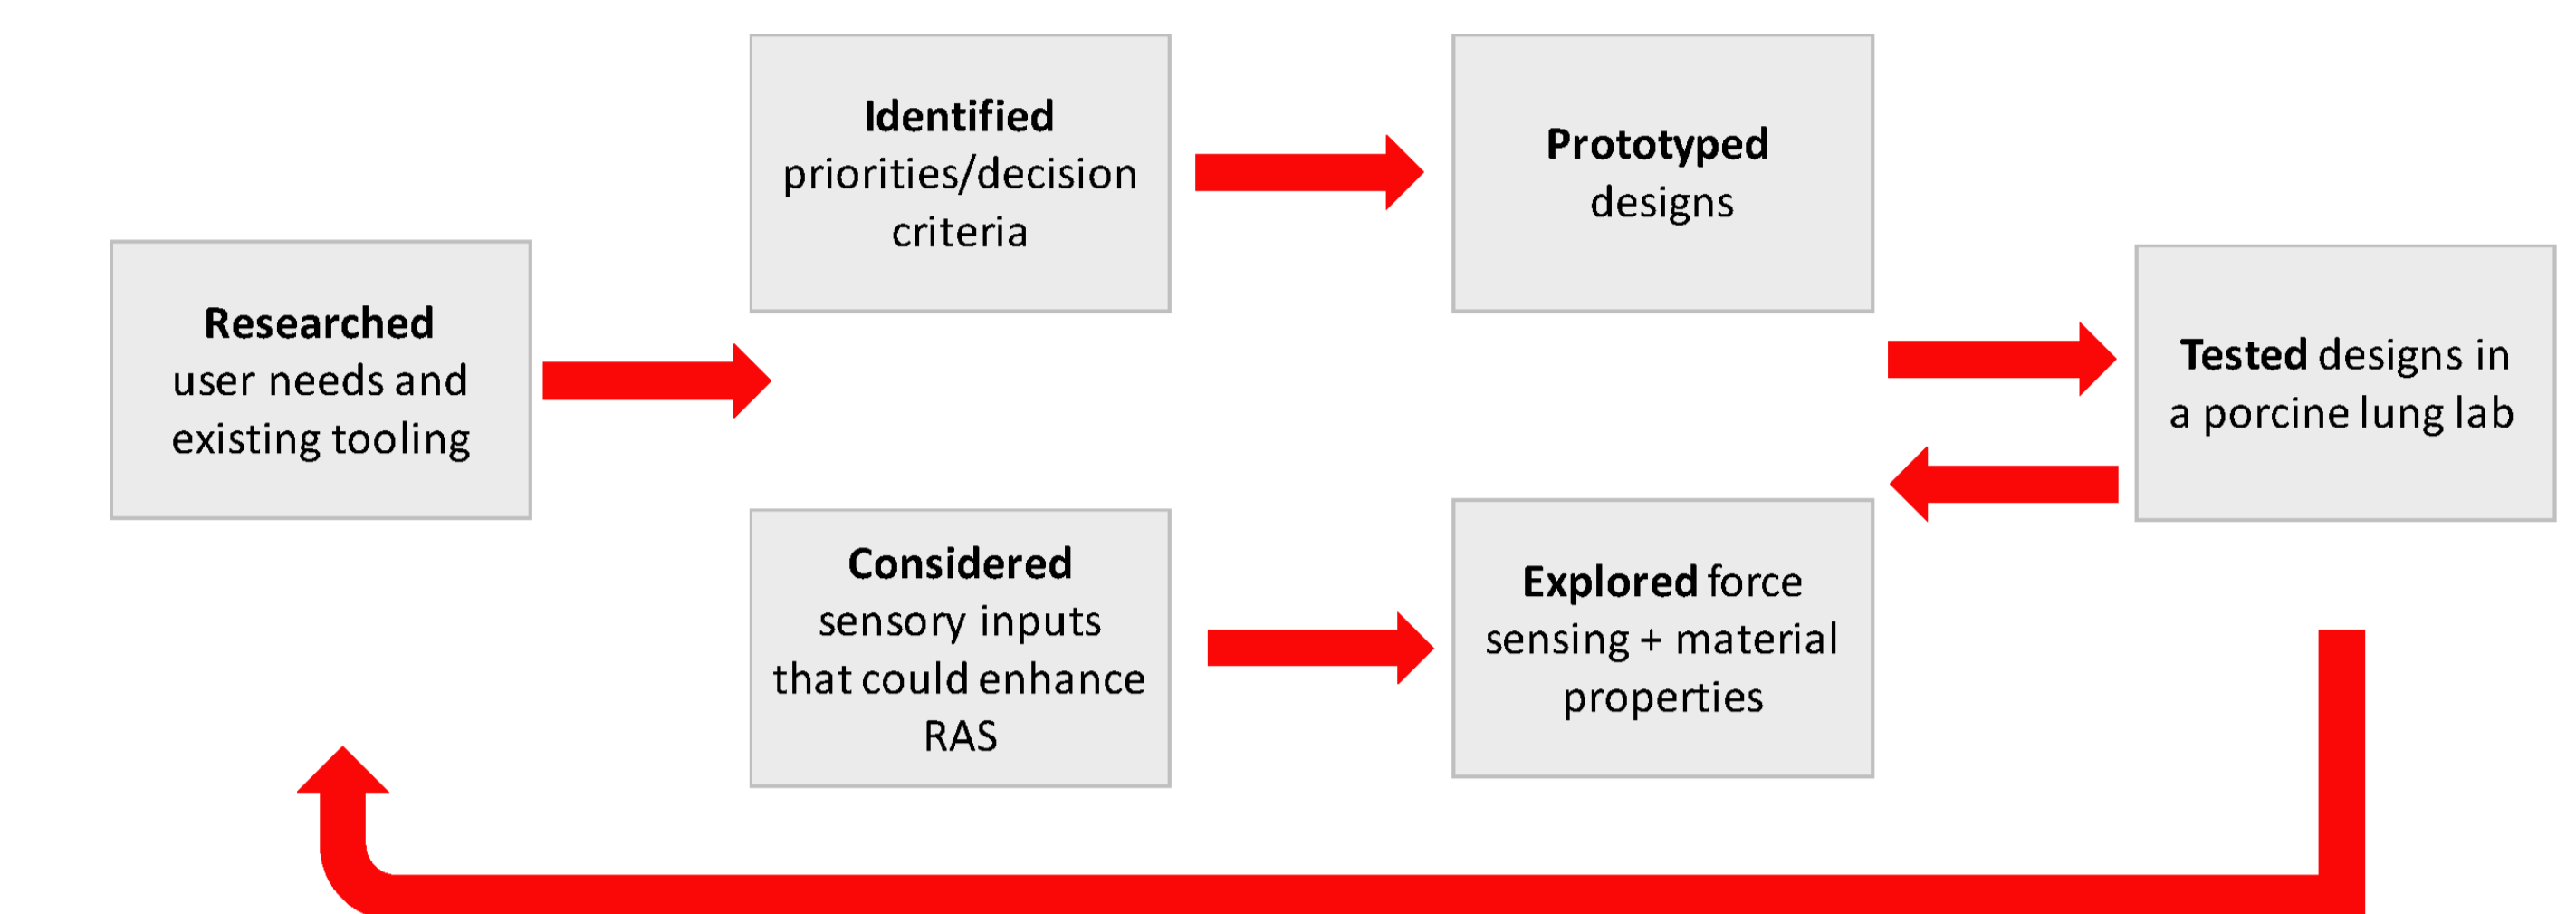 Researched
user needs and
existing tooling
Identified
priorities/decision
criteria
Considered
sensory inputs
that could enhance
RAS
Prototyped
designs
Explored force
sensing + material
properties
Tested designs in
a porcine lung lab